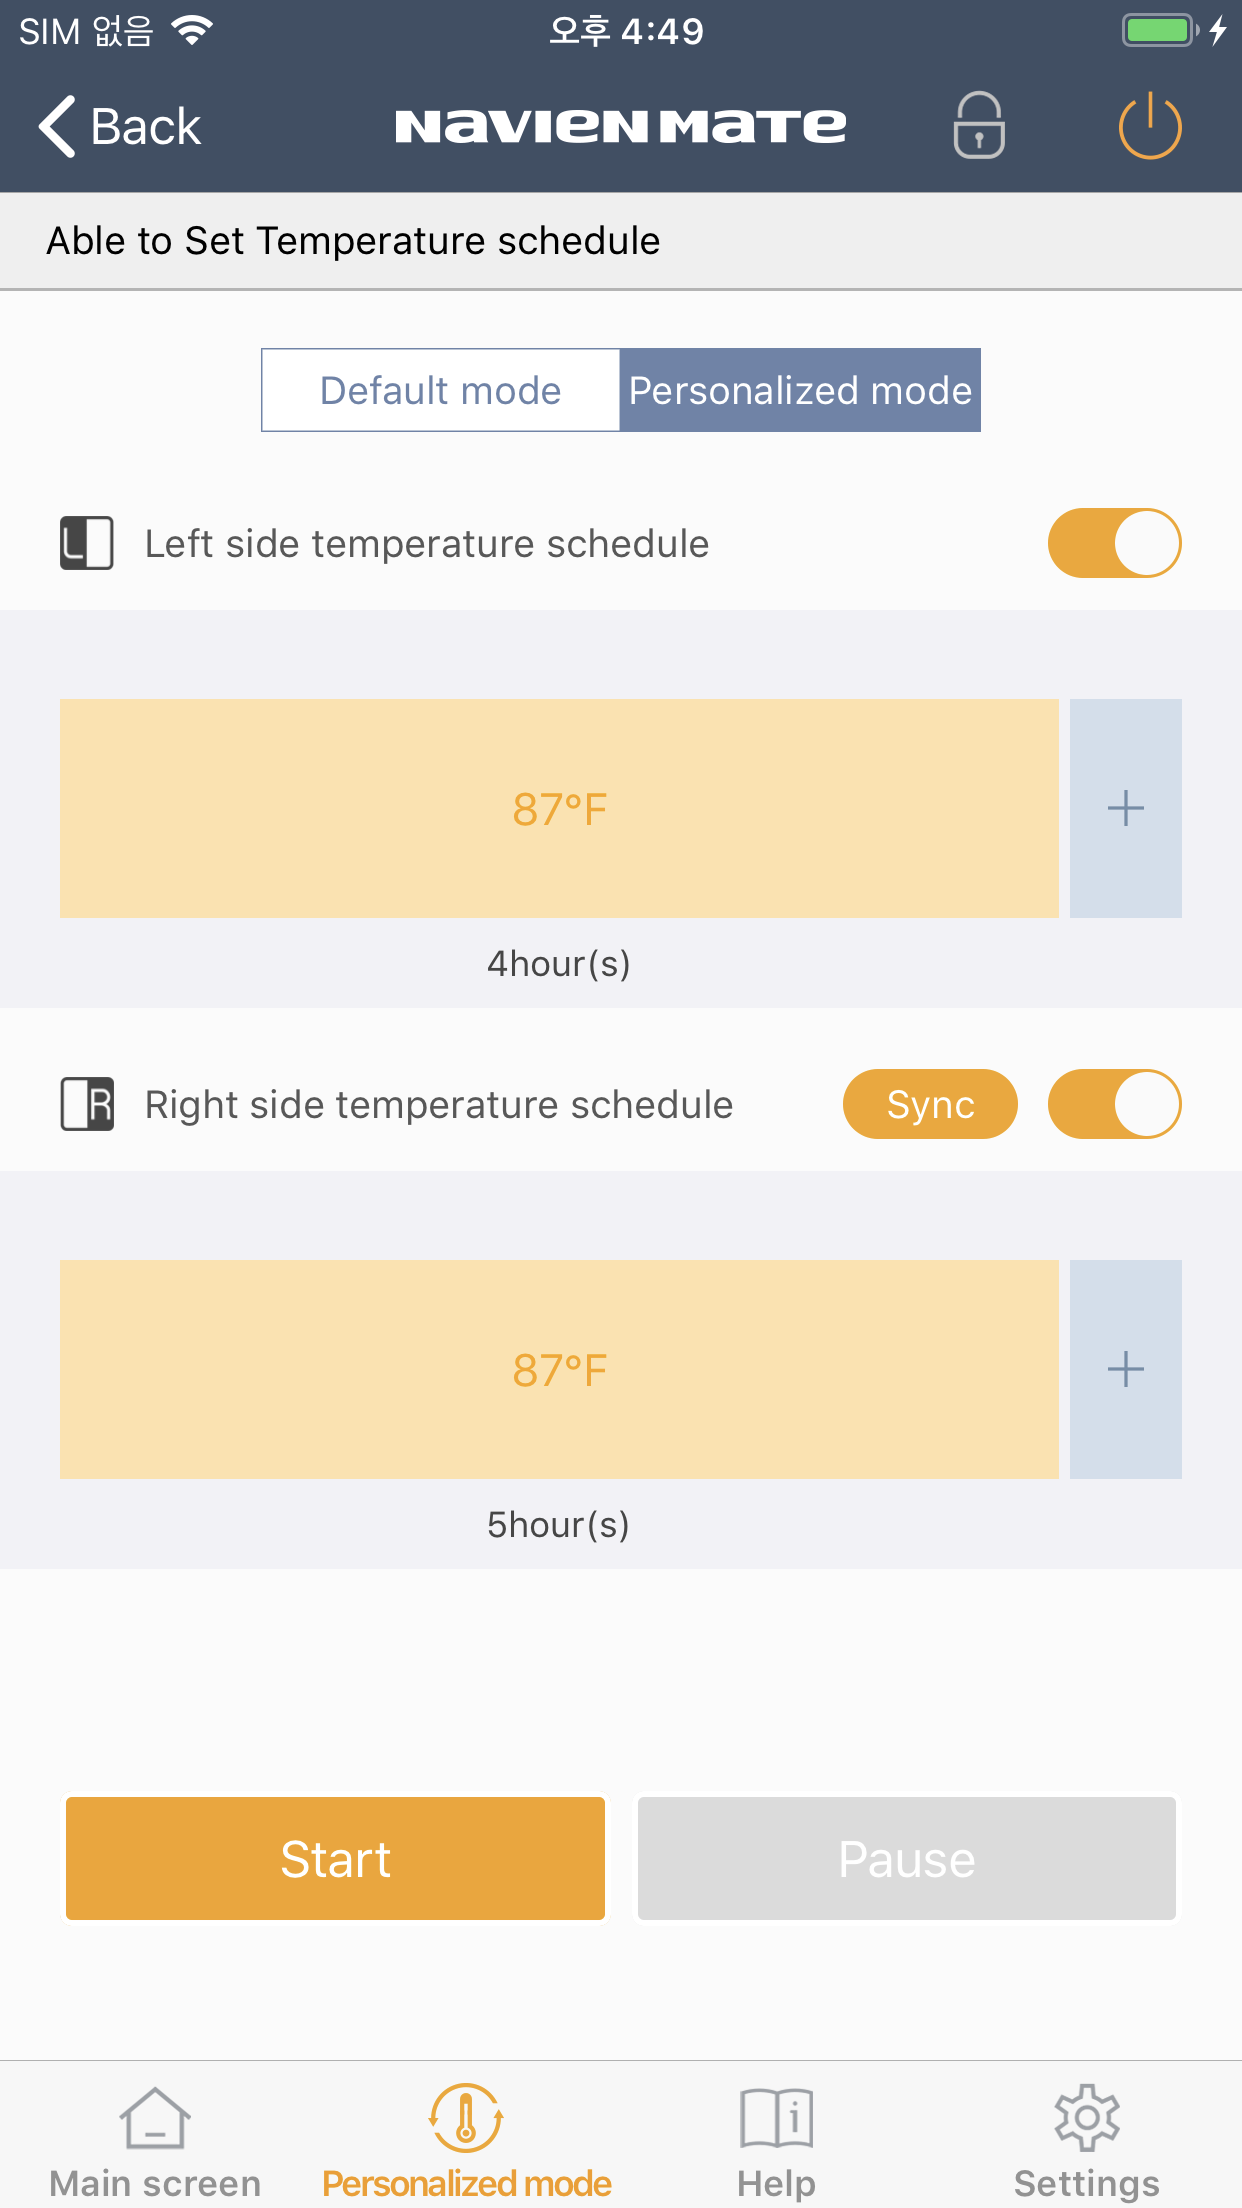 SIM 없음 오후 4:49
Back NAVIEN MATE
Able to Set Temperature schedule
Default mode Personalized mode
L Left side temperature schedule
87°F +
4hour(s)
R Right side temperature schedule Sync
87°F +
5hour(s)
Start Pause
Main screen Personalized mode Help Settings